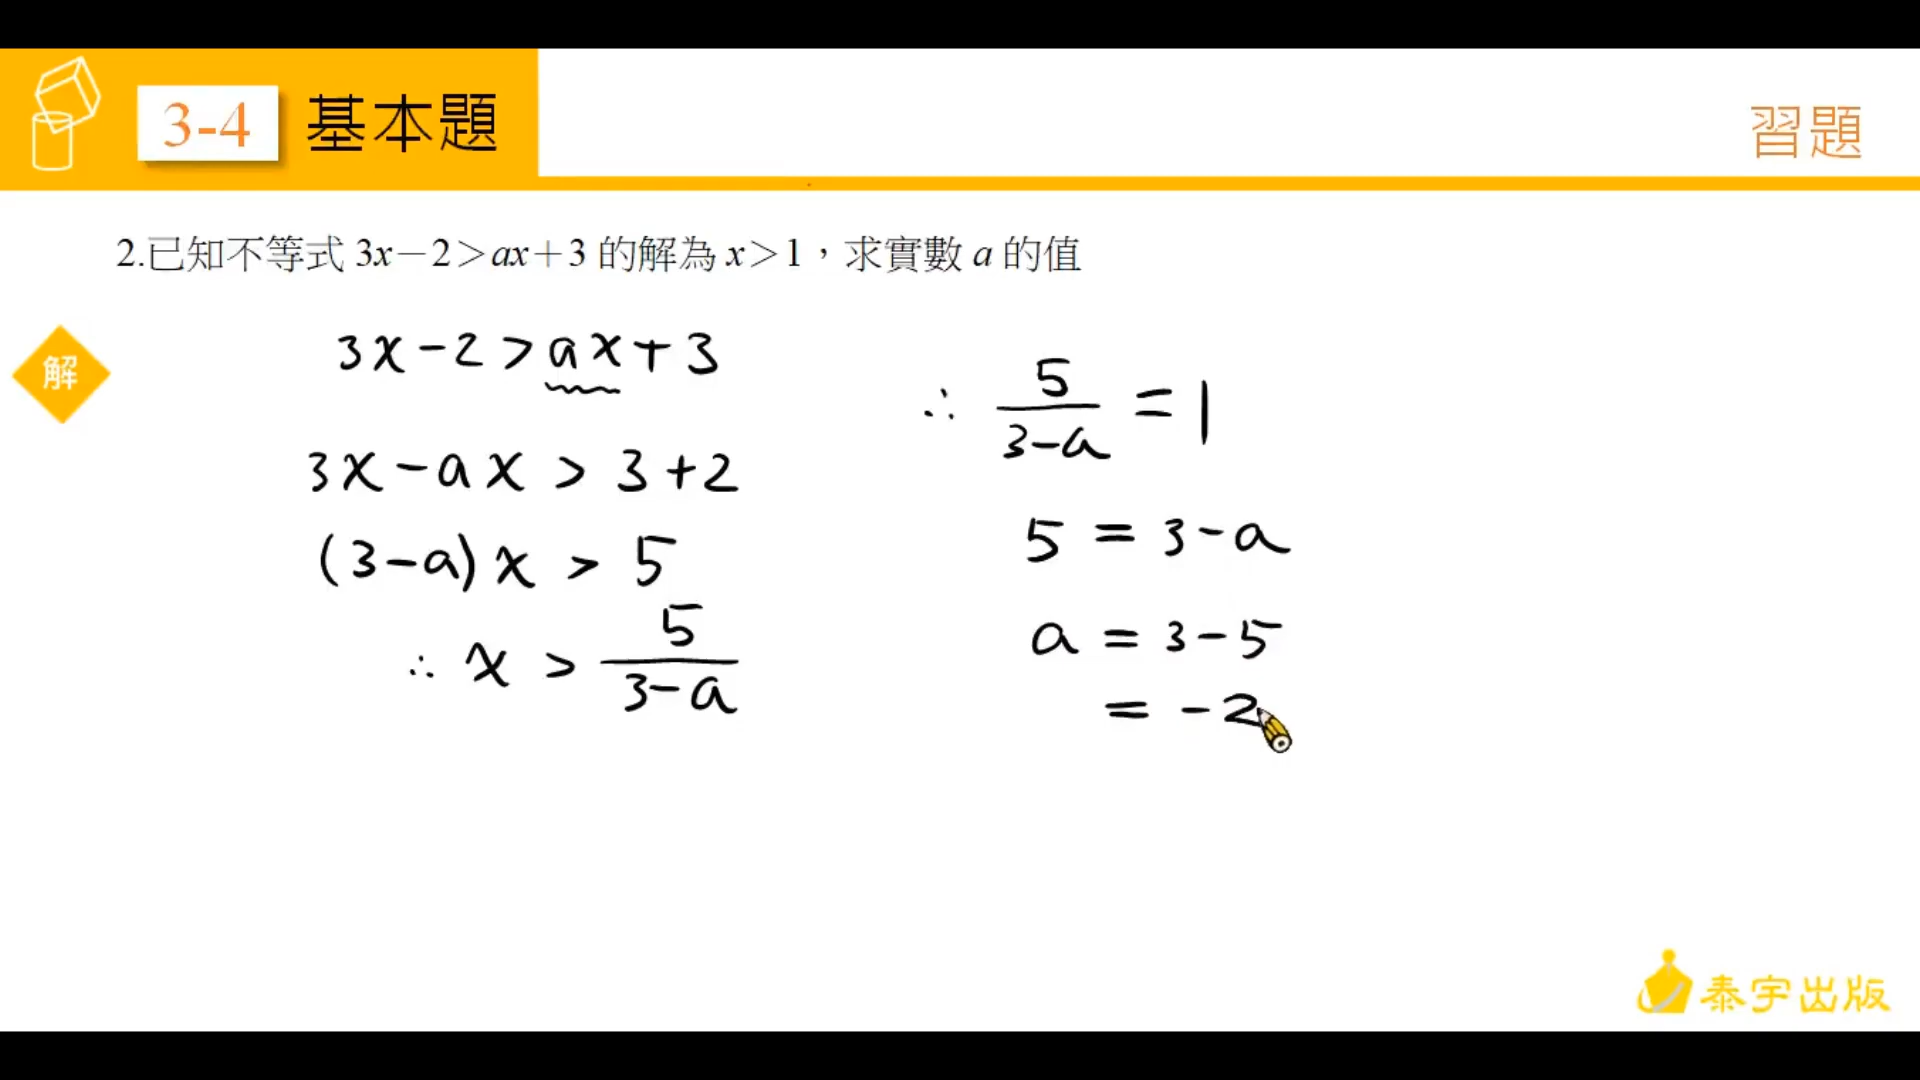 3-4 基本題
習題
2.已知不等式 3x－2＞ax＋3 的解為 x＞1，求實數 a 的值
解
3x-2>ax+3
3x-ax > 3+2
(3-a)x > 5
∴ x > 5/(3-a)
∴ 5/(3-a) = 1
5 = 3-a
a = 3-5
= -2
泰宇出版